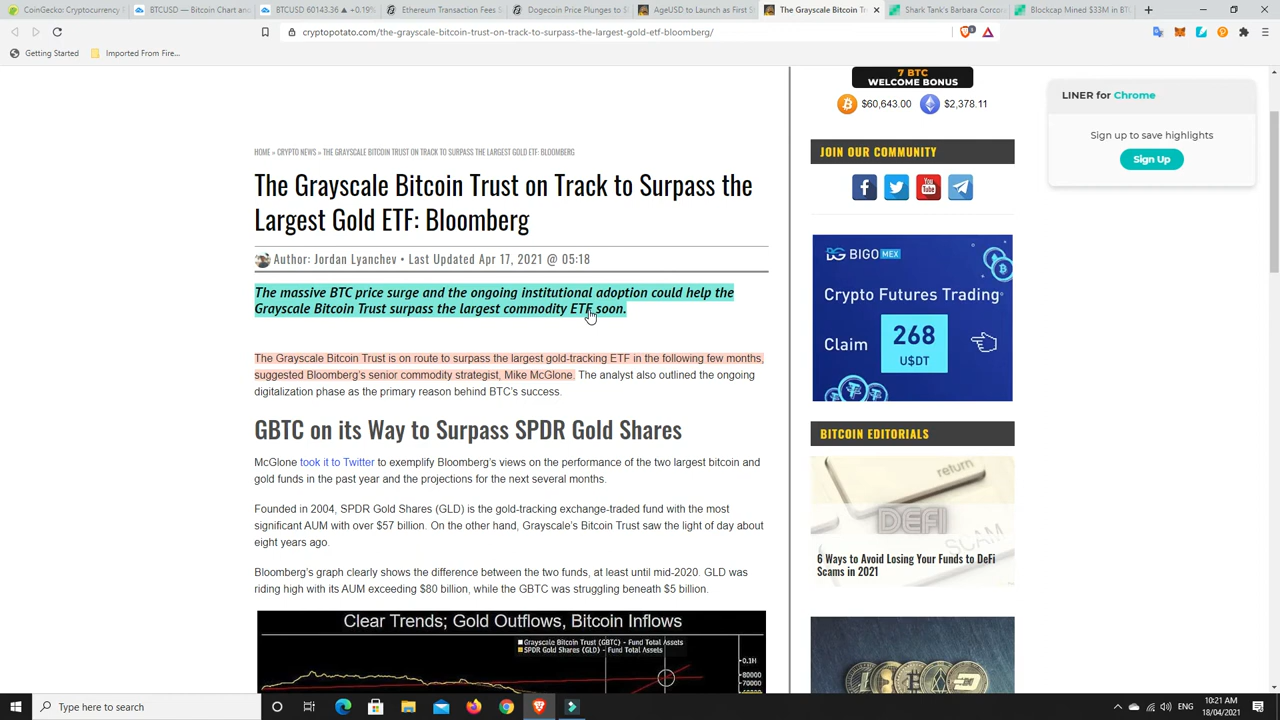 CoinGecko: Cryptocurrency F
BTCUSD — Bitcoin Chart and
BTCUSD 60143.36 ▲ +0.19%
Ethereum Transaction Fees S
Dogecoin Price Plunges to S
AgeUSD to Launch as First S
The Grayscale Bitcoin T
Shark Tank's Barbara Corco
Blockcap Mined $33M in BT
cryptopotato.com/the-grayscale-bitcoin-trust-on-track-to-surpass-the-largest-gold-etf-bloomberg/
Getting Started
Imported From Fire...
7 BTC
WELCOME BONUS
$60,643.00 $2,378.11
LINER for Chrome
Sign up to save highlights
Sign Up
HOME » CRYPTO NEWS » THE GRAYSCALE BITCOIN TRUST ON TRACK TO SURPASS THE LARGEST GOLD ETF: BLOOMBERG
The Grayscale Bitcoin Trust on Track to Surpass the
Largest Gold ETF: Bloomberg
Author: Jordan Lyanchev • Last Updated Apr 17, 2021 @ 05:18
The massive BTC price surge and the ongoing institutional adoption could help the
Grayscale Bitcoin Trust surpass the largest commodity ETF soon.
The Grayscale Bitcoin Trust is on route to surpass the largest gold-tracking ETF in the following few months,
suggested Bloomberg's senior commodity strategist, Mike McGlone. The analyst also outlined the ongoing
digitalization phase as the primary reason behind BTC's success.
GBTC on its Way to Surpass SPDR Gold Shares
McGlone took it to Twitter to exemplify Bloomberg's views on the performance of the two largest bitcoin and
gold funds in the past year and the projections for the next several months.
Founded in 2004, SPDR Gold Shares (GLD) is the gold-tracking exchange-traded fund with the most
significant AUM with over $57 billion. On the other hand, Grayscale's Bitcoin Trust saw the light of day about
eight years ago.
Bloomberg's graph clearly shows the difference between the two funds, at least until mid-2020. GLD was
riding high with its AUM exceeding $80 billion, while the GBTC was struggling beneath $5 billion.
Clear Trends; Gold Outflows, Bitcoin Inflows
Grayscale Bitcoin Trust (GBTC) - Fund Total Assets
SPDR Gold Shares (GLD) - Fund Total Assets
0.1H
80000
70000
JOIN OUR COMMUNITY
You
Tube
BIGO MEX
Crypto Futures Trading
Claim
268
U$DT
BITCOIN EDITORIALS
return
DEFI
SCAM
6 Ways to Avoid Losing Your Funds to DeFi
Scams in 2021
Type here to search
ENG
10:21 AM
18/04/2021